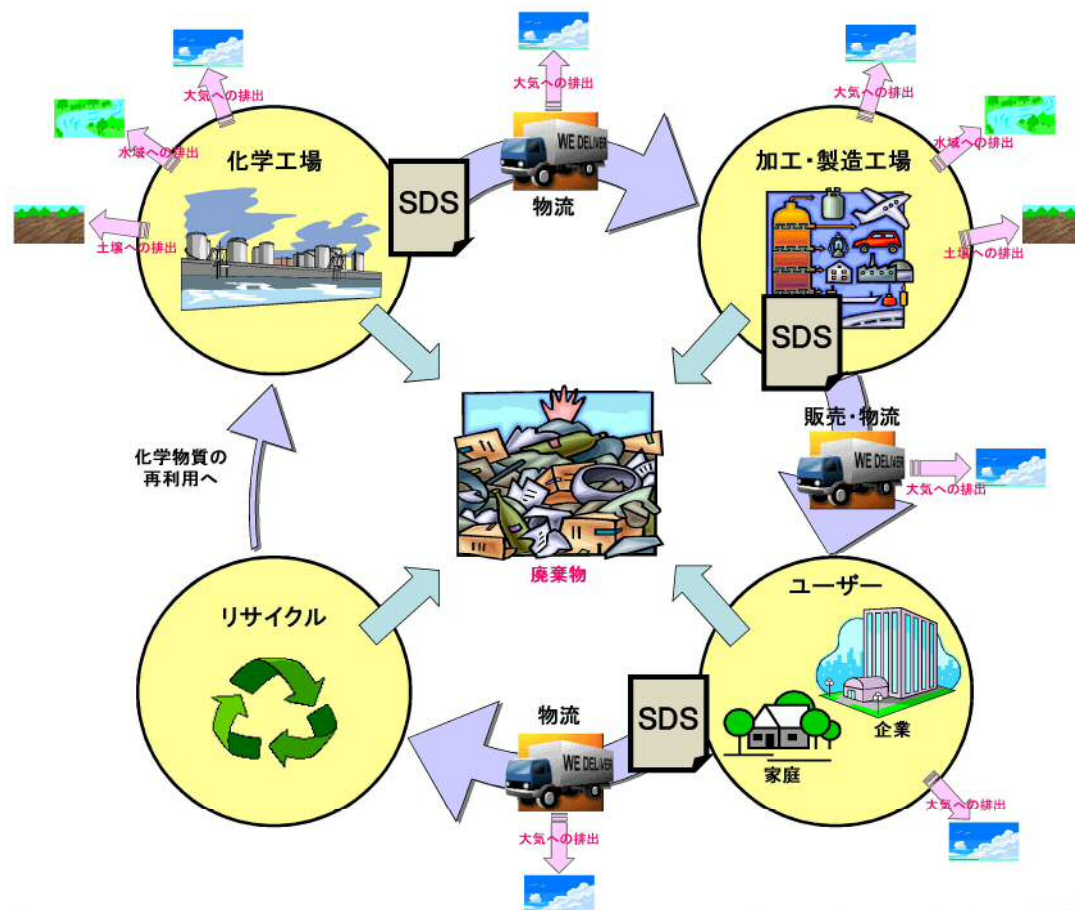 大気への排出
大気への排出
大気への排出
水域への排出
水域への排出
化学工場
WE DELIVER
加工・製造工場
SDS
物流
土壌への排出
土壌への排出
SDS
販売・物流
化学物質の
再利用へ
WE DELIVER
大気への排出
廃棄物
リサイクル
ユーザー
物流
SDS
企業
WE DELIVER
家庭
大気への排出
大気への排出